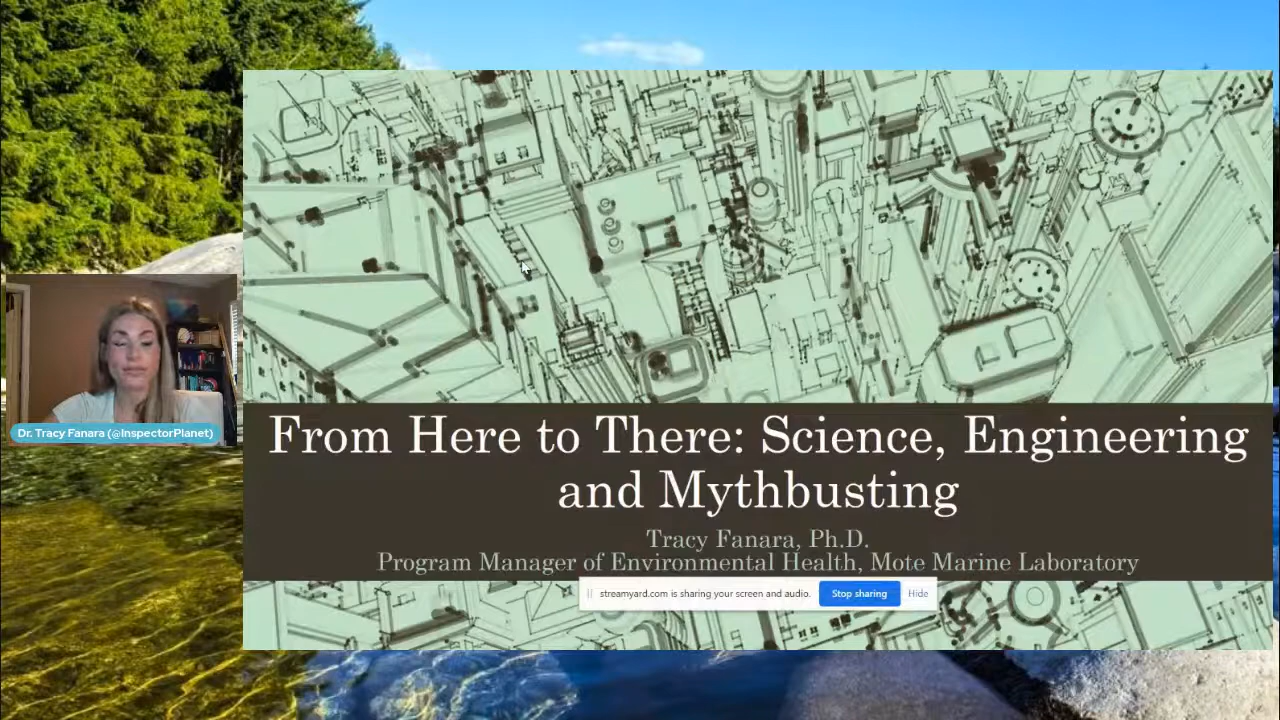 From Here to There: Science, Engineering
and Mythbusting
Tracy Fanara, Ph.D.
Program Manager of Environmental Health, Mote Marine Laboratory
streamyard.com is sharing your screen and audio. Stop sharing Hide
Dr. Tracy Fanara (@InspectorPlanet)